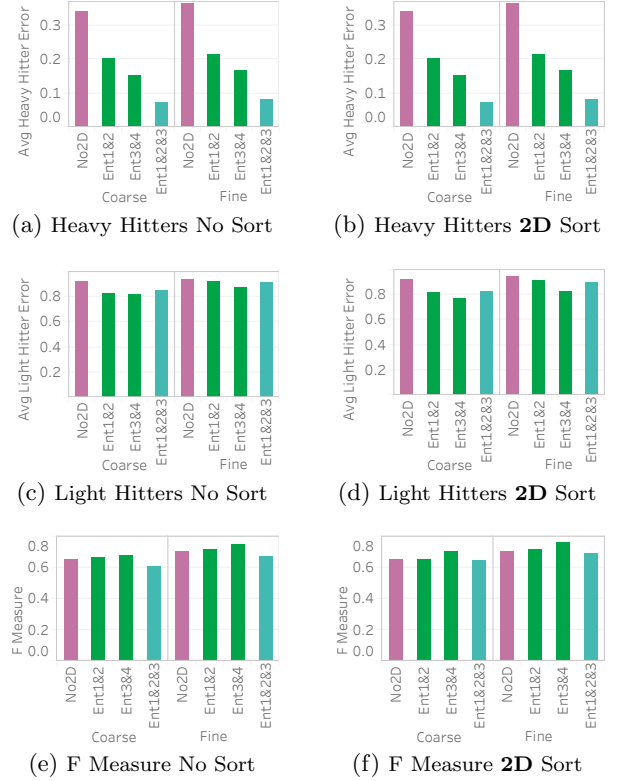 Avg Heavy Hitter Error
0.3
0.2
0.1
0.0
No2D
Ent1&2
Ent3&4
Ent1&2&3
No2D
Ent1&2
Ent3&4
Ent1&2&3
Coarse
Fine
(a) Heavy Hitters No Sort
Avg Heavy Hitter Error
0.3
0.2
0.1
0.0
No2D
Ent1&2
Ent3&4
Ent1&2&3
No2D
Ent1&2
Ent3&4
Ent1&2&3
Coarse
Fine
(b) Heavy Hitters 2D Sort
Avg Light Hitter Error
0.8
0.6
0.4
0.2
No2D
Ent1&2
Ent3&4
Ent1&2&3
No2D
Ent1&2
Ent3&4
Ent1&2&3
Coarse
Fine
(c) Light Hitters No Sort
Avg Light Hitter Error
0.8
0.6
0.4
0.2
No2D
Ent1&2
Ent3&4
Ent1&2&3
No2D
Ent1&2
Ent3&4
Ent1&2&3
Coarse
Fine
(d) Light Hitters 2D Sort
F Measure
0.8
0.6
0.4
0.2
0.0
No2D
Ent1&2
Ent3&4
Ent1&2&3
No2D
Ent1&2
Ent3&4
Ent1&2&3
Coarse
Fine
(e) F Measure No Sort
F Measure
0.8
0.6
0.4
0.2
0.0
No2D
Ent1&2
Ent3&4
Ent1&2&3
No2D
Ent1&2
Ent3&4
Ent1&2&3
Coarse
Fine
(f) F Measure 2D Sort